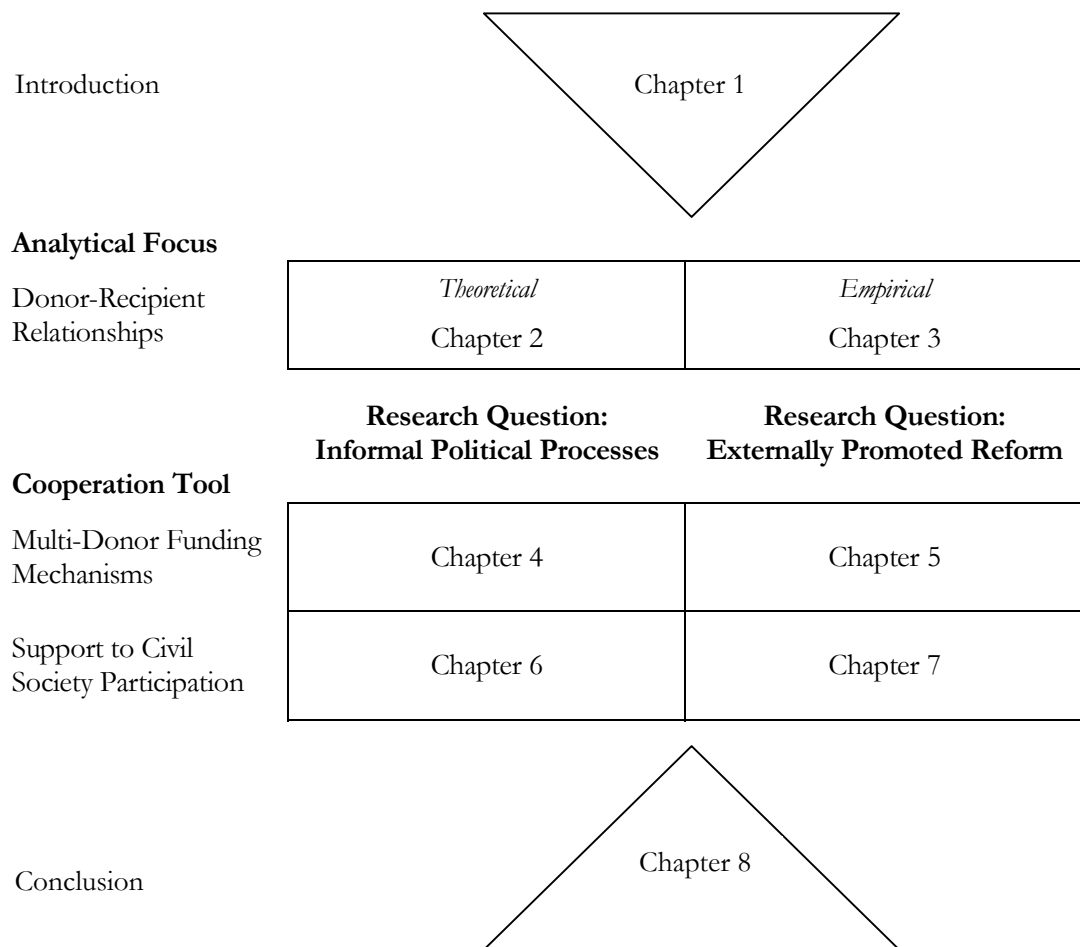 Introduction
Chapter 1
Analytical Focus
Donor-Recipient
Relationships
Theoretical
Chapter 2
Empirical
Chapter 3
Research Question:
Informal Political Processes
Research Question:
Externally Promoted Reform
Cooperation Tool
Multi-Donor Funding
Mechanisms
Chapter 4
Chapter 5
Support to Civil
Society Participation
Chapter 6
Chapter 7
Conclusion
Chapter 8